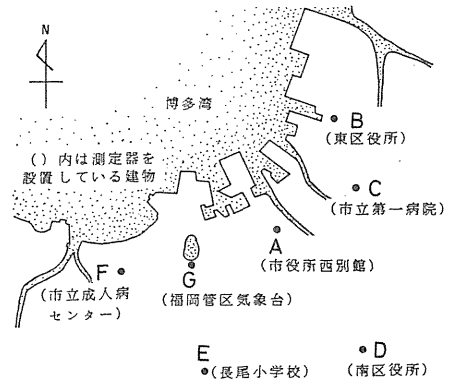 N
博多湾
B
(東区役所)
()内は測定器を
設置している建物
C
(市立第一病院)
A
(市役所西別館)
F
(市立成人病
センター)
G
(福岡管区気象台)
E
(長尾小学校)
D
(南区役所)